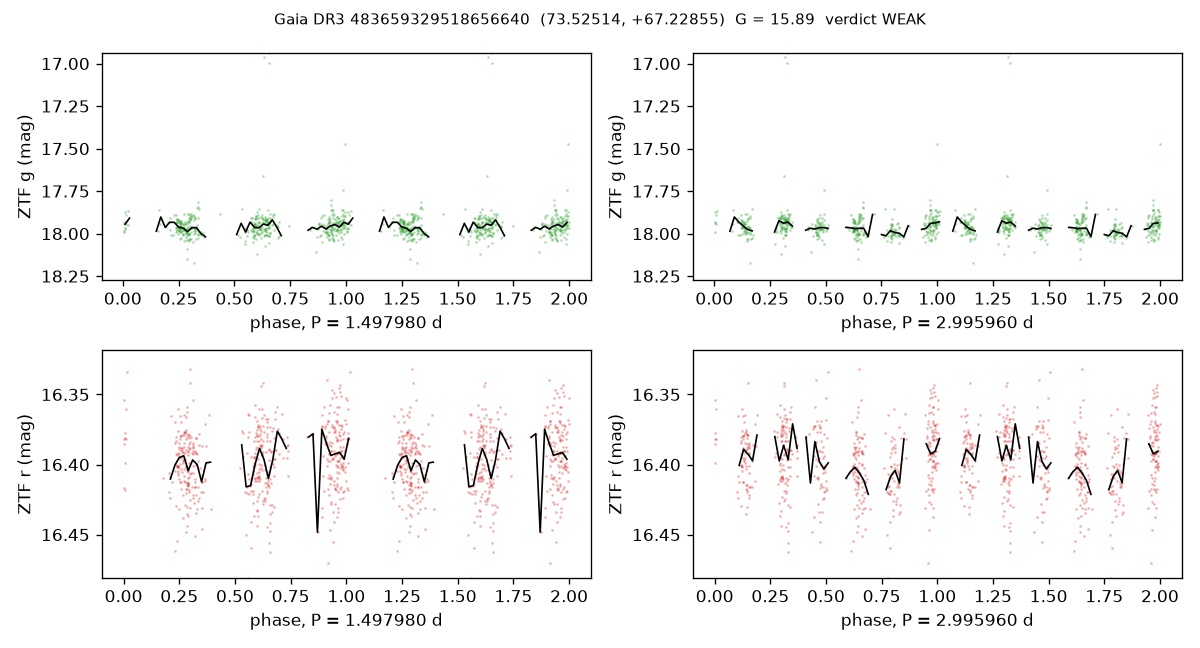 Gaia DR3 483659329518656640 (73.52514, +67.22855) G = 15.89 verdict WEAK
ZTF g (mag)
17.00
17.25
17.50
17.75
18.00
18.25
0.00 0.25 0.50 0.75 1.00 1.25 1.50 1.75 2.00
phase, P = 1.497980 d
ZTF g (mag)
17.00
17.25
17.50
17.75
18.00
18.25
0.00 0.25 0.50 0.75 1.00 1.25 1.50 1.75 2.00
phase, P = 2.995960 d
ZTF r (mag)
16.35
16.40
16.45
0.00 0.25 0.50 0.75 1.00 1.25 1.50 1.75 2.00
phase, P = 1.497980 d
ZTF r (mag)
16.35
16.40
16.45
0.00 0.25 0.50 0.75 1.00 1.25 1.50 1.75 2.00
phase, P = 2.995960 d